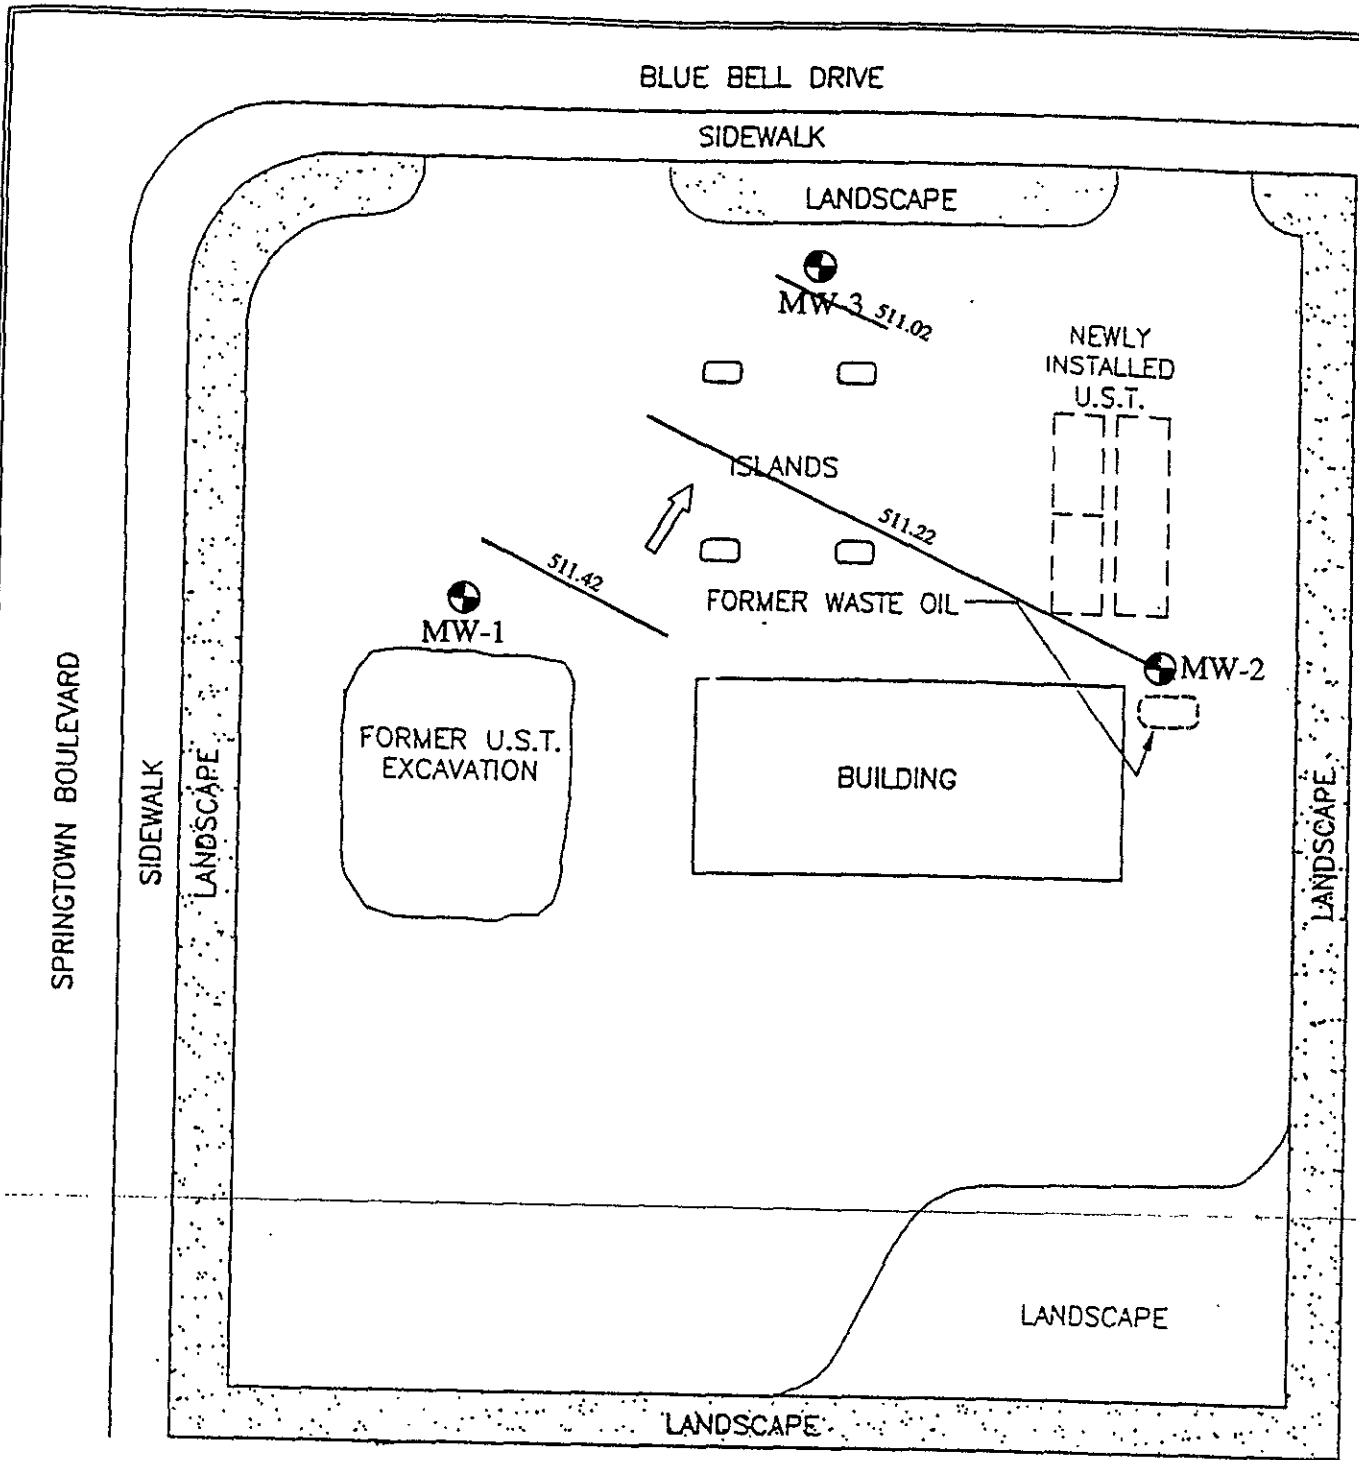 BLUE BELL DRIVE
SIDEWALK
LANDSCAPE
MW-3
511.02
NEWLY
INSTALLED
U.S.T.
ISLANDS
511.22
511.42
FORMER WASTE OIL
MW-1
MW-2
FORMER U.S.T.
EXCAVATION
BUILDING
SPRINGTOWN BOULEVARD
SIDEWALK
LANDSCAPE
LANDSCAPE
LANDSCAPE
LANDSCAPE